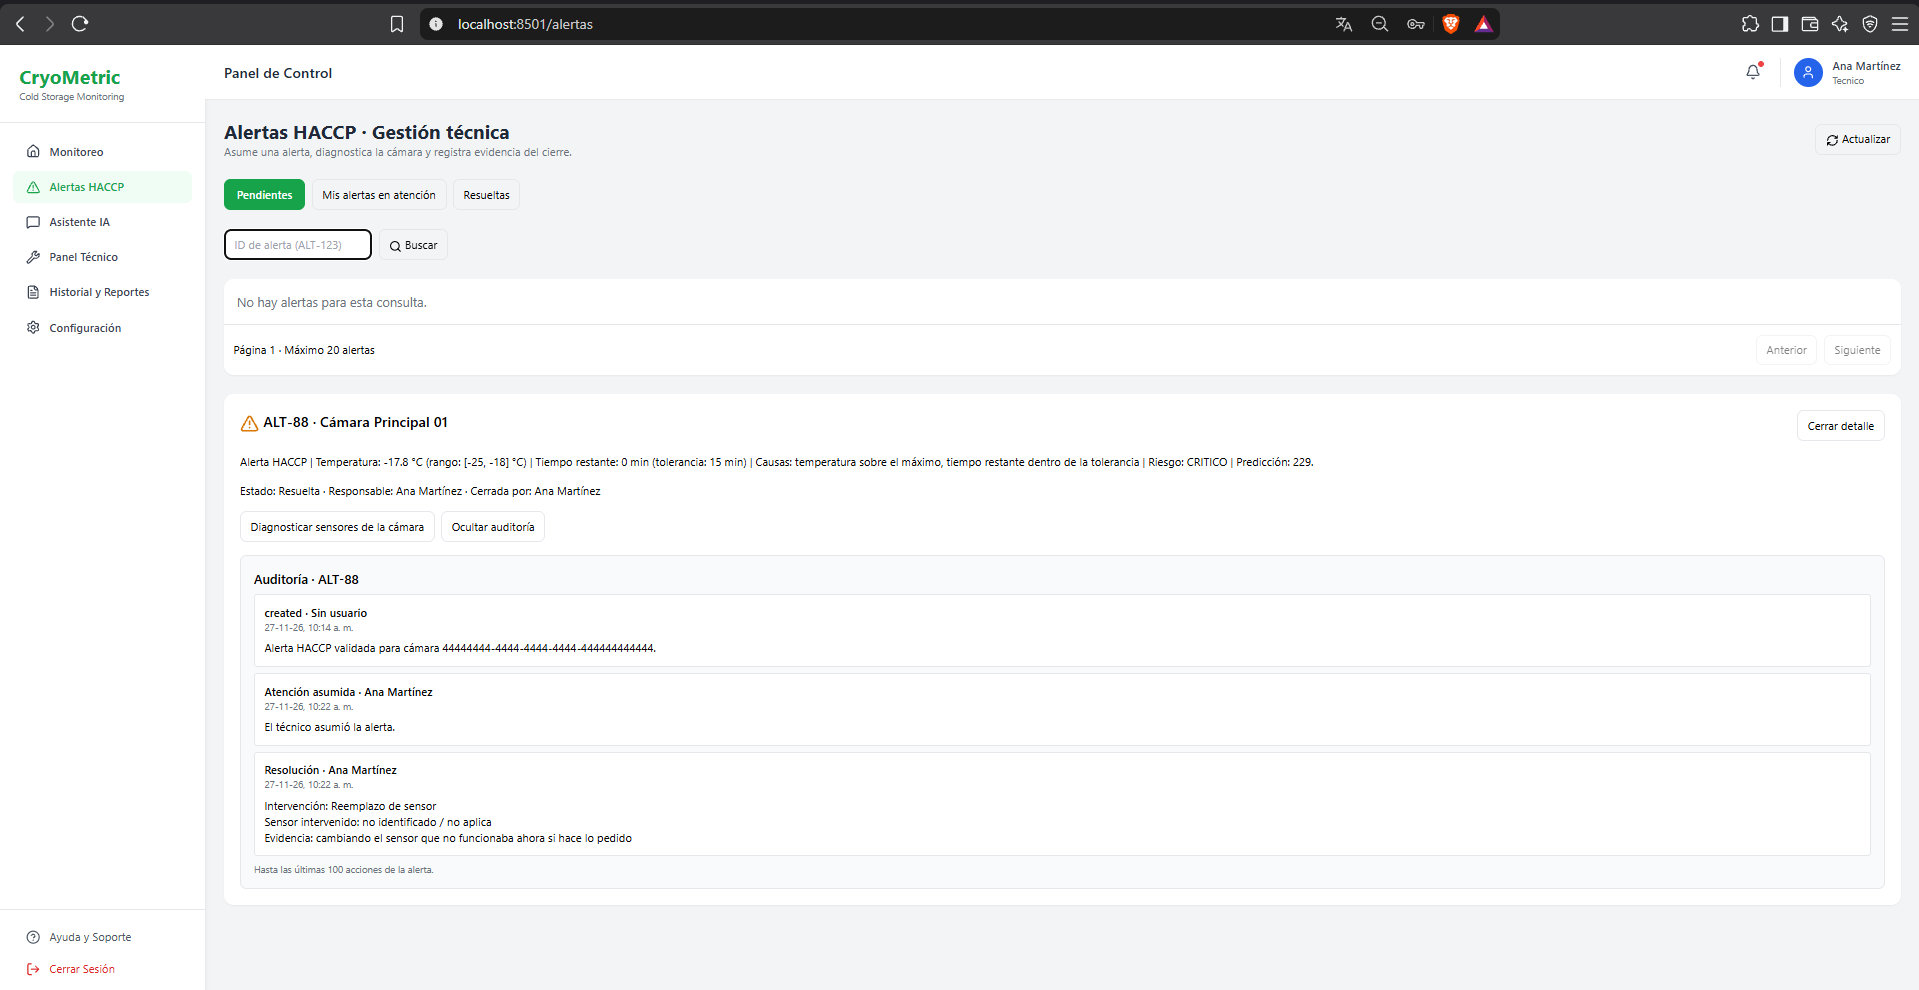 localhost:8501/alertas
CryoMetric
Cold Storage Monitoring
Panel de Control
Ana Martínez
Tecnico
Monitoreo
Alertas HACCP
Asistente IA
Panel Técnico
Historial y Reportes
Configuración
Ayuda y Soporte
Cerrar Sesión
Alertas HACCP · Gestión técnica
Asume una alerta, diagnostica la cámara y registra evidencia del cierre.
Actualizar
Pendientes
Mis alertas en atención
Resueltas
ID de alerta (ALT-123)
Buscar
No hay alertas para esta consulta.
Página 1 · Máximo 20 alertas
Anterior
Siguiente
ALT-88 · Cámara Principal 01
Cerrar detalle
Alerta HACCP | Temperatura: -17.8 °C (rango: [-25, -18] °C) | Tiempo restante: 0 min (tolerancia: 15 min) | Causas: temperatura sobre el máximo, tiempo restante dentro de la tolerancia | Riesgo: CRITICO | Predicción: 229.
Estado: Resuelta · Responsable: Ana Martínez · Cerrada por: Ana Martínez
Diagnosticar sensores de la cámara
Ocultar auditoría
Auditoría · ALT-88
created · Sin usuario
27-11-26, 10:14 a. m.
Alerta HACCP validada para cámara 44444444-4444-4444-4444-444444444444.
Atención asumida · Ana Martínez
27-11-26, 10:22 a. m.
El técnico asumió la alerta.
Resolución · Ana Martínez
27-11-26, 10:22 a. m.
Intervención: Reemplazo de sensor
Sensor intervenido: no identificado / no aplica
Evidencia: cambiando el sensor que no funcionaba ahora si hace lo pedido
Hasta las últimas 100 acciones de la alerta.